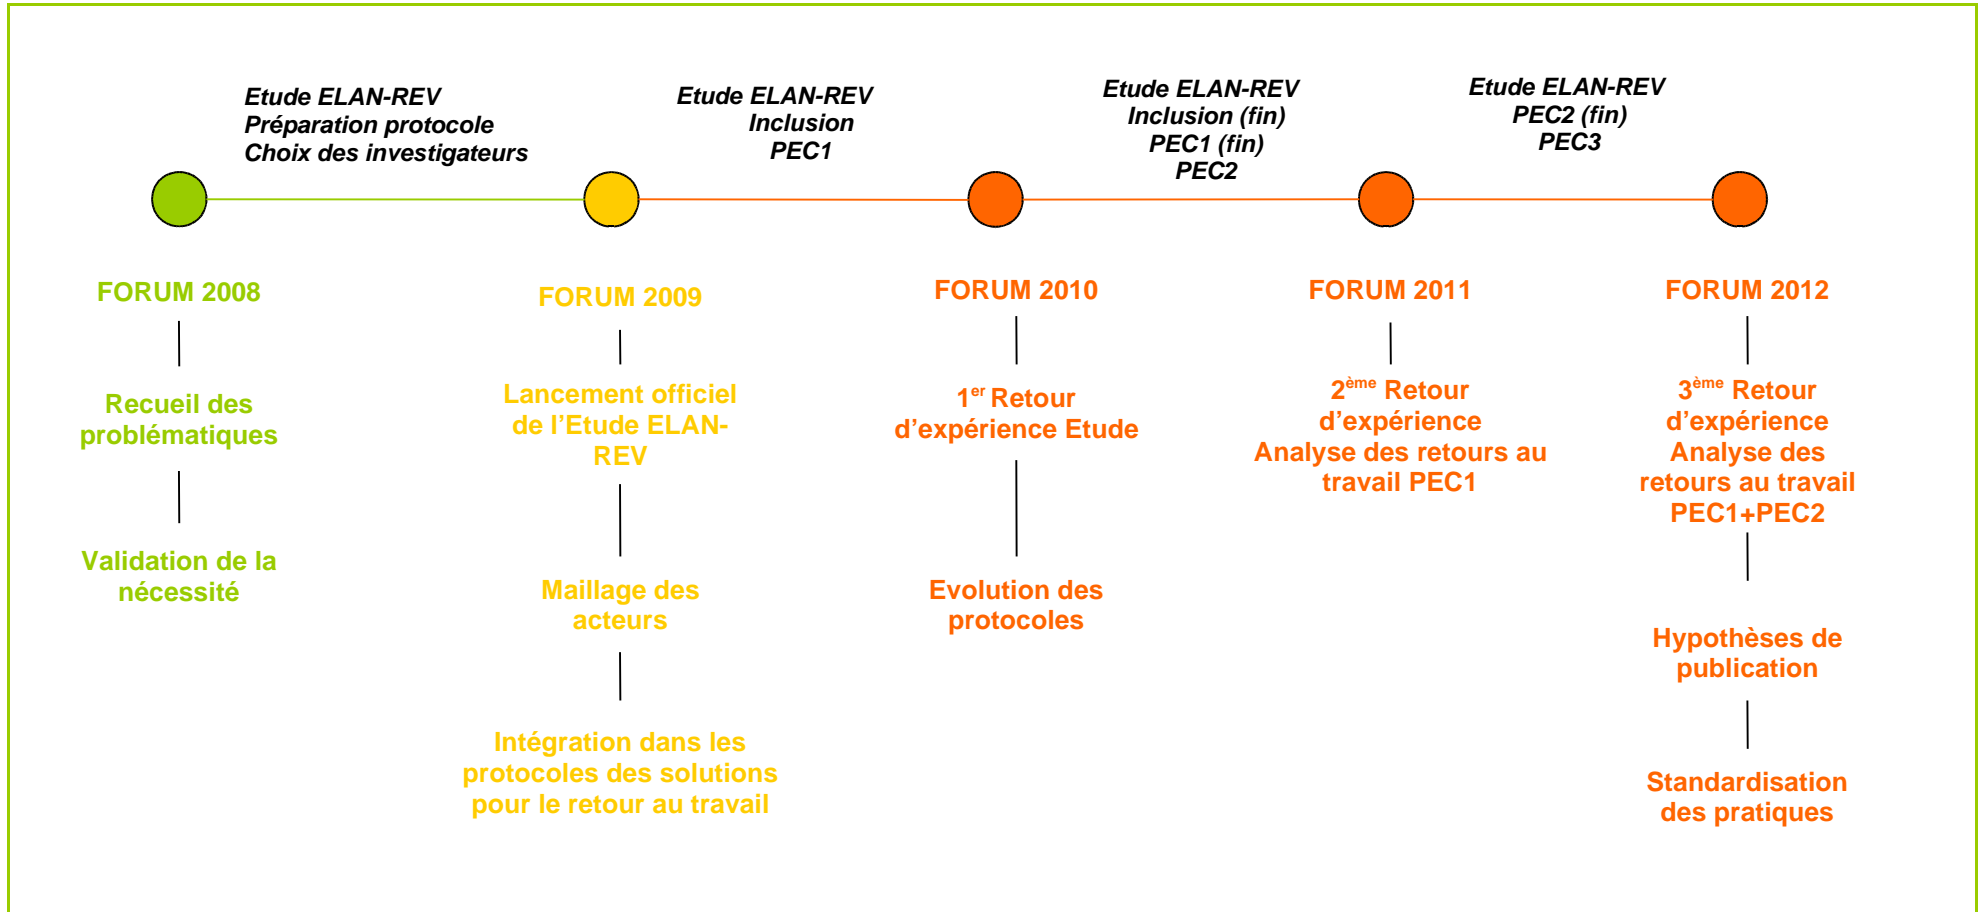 Etude ELAN-REV
Préparation protocole
Choix des investigateurs
Etude ELAN-REV
Inclusion
PEC1
Etude ELAN-REV
Inclusion (fin)
PEC1 (fin)
PEC2
Etude ELAN-REV
PEC2 (fin)
PEC3
FORUM 2008
Recueil des
problématiques
Validation de la
nécessité
FORUM 2009
Lancement officiel
de l’Etude ELAN-
REV
Maillage des
acteurs
Intégration dans les
protocoles des solutions
pour le retour au travail
FORUM 2010
1er Retour
d’expérience Etude
Evolution des
protocoles
FORUM 2011
2ème Retour
d’expérience
Analyse des retours au
travail PEC1
FORUM 2012
3ème Retour
d’expérience
Analyse des
retours au travail
PEC1+PEC2
Hypothèses de
publication
Standardisation
des pratiques